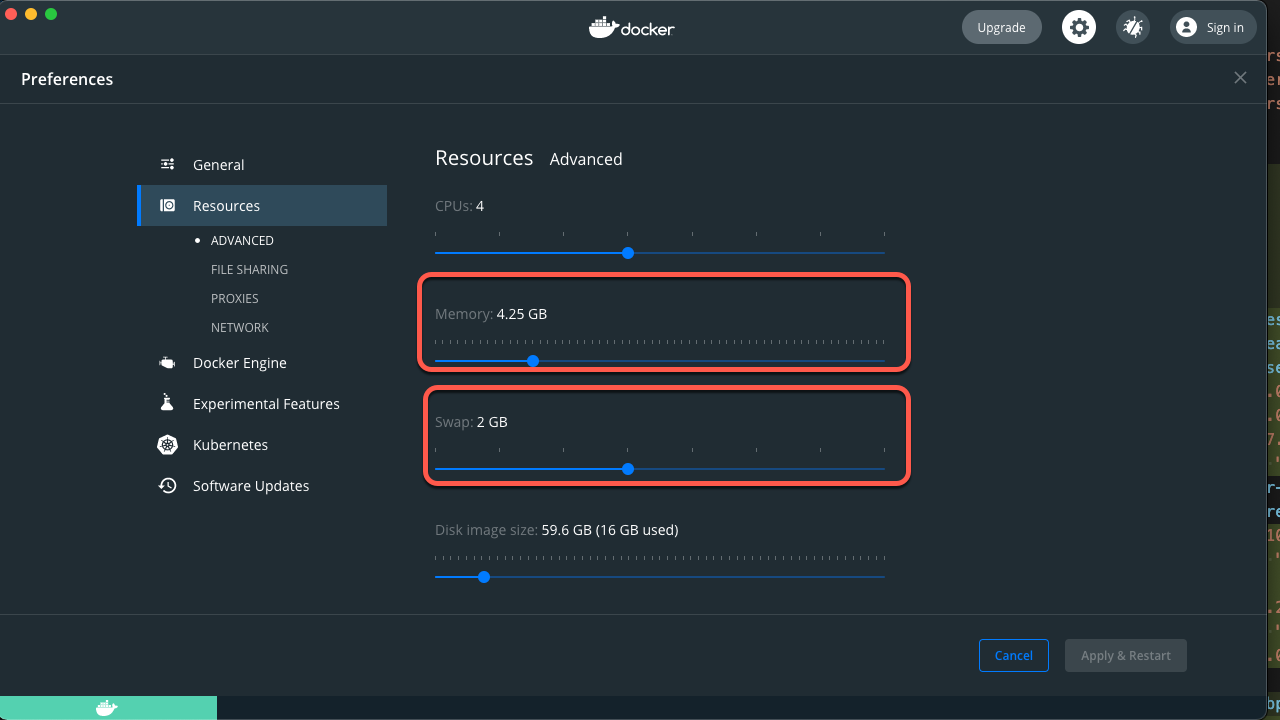 docker
Upgrade
Sign in
Preferences
General
Resources
ADVANCED
FILE SHARING
PROXIES
NETWORK
Docker Engine
Experimental Features
Kubernetes
Software Updates
Resources Advanced
CPUs: 4
Memory: 4.25 GB
Swap: 2 GB
Disk image size: 59.6 GB (16 GB used)
Cancel
Apply & Restart